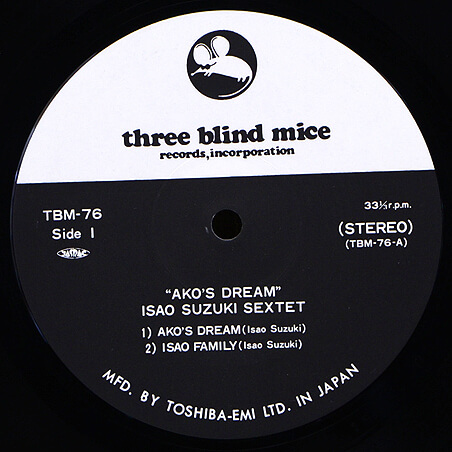 three blind mice
records, incorporation
TBM-76
33⅓ r.p.m.
Side 1
(STEREO)
(TBM-76-A)
"AKO'S DREAM"
ISAO SUZUKI SEXTET
1) AKO'S DREAM (Isao Suzuki)
2) ISAO FAMILY (Isao Suzuki)
MFD. BY TOSHIBA-EMI LTD. IN JAPAN